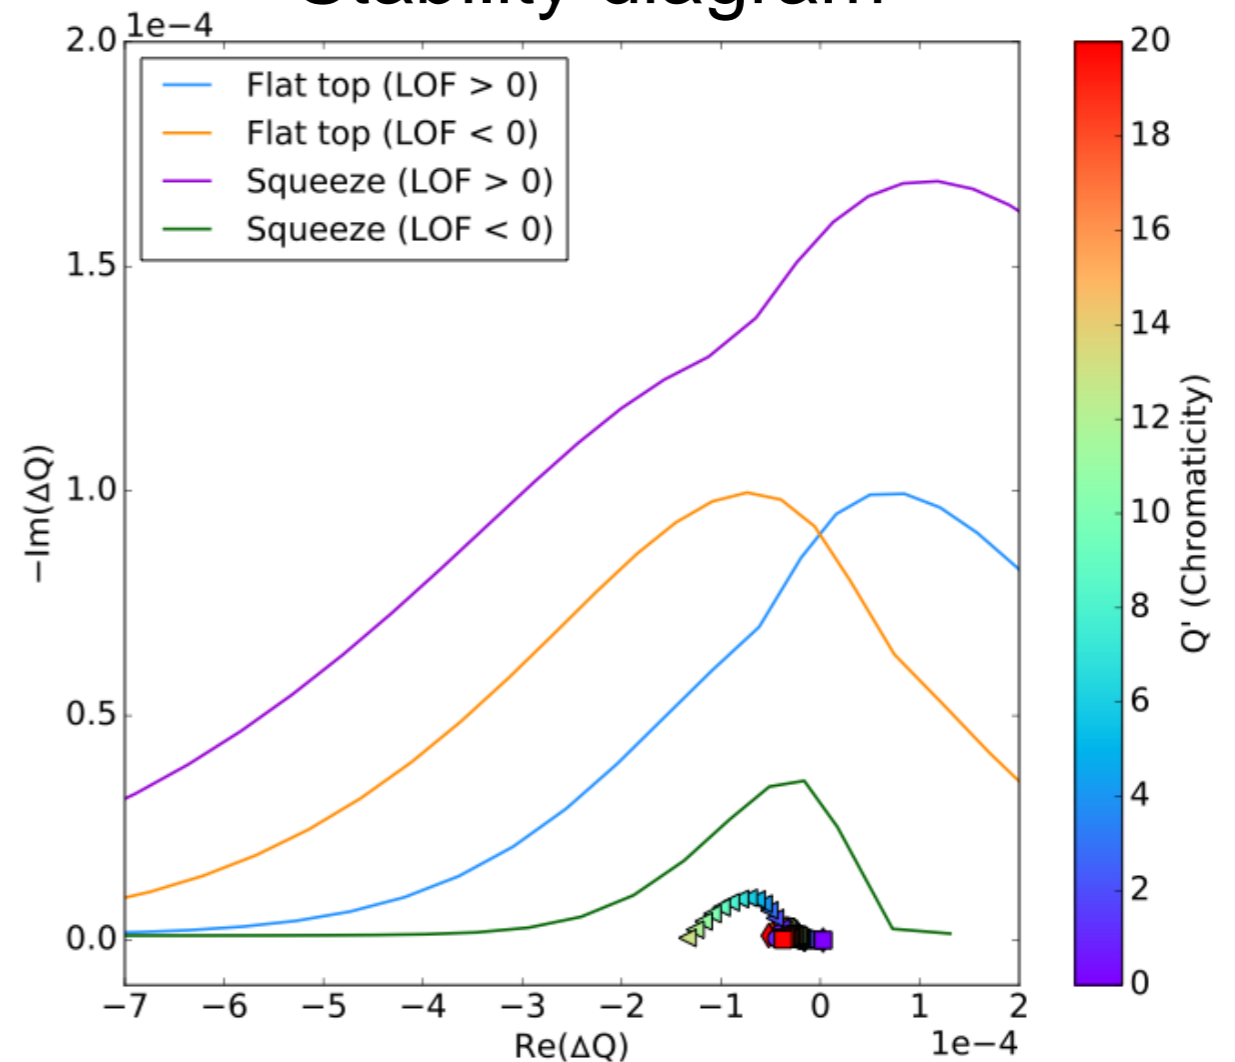 Stability diagram
1e−4
2.0
1.5
1.0
0.5
0.0
−Im(ΔQ)
Flat top (LOF > 0)
Flat top (LOF < 0)
Squeeze (LOF > 0)
Squeeze (LOF < 0)
−7 −6 −5 −4 −3 −2 −1 0 1 2
1e−4
Re(ΔQ)
20
18
16
14
12
10
8
6
4
2
0
Q' (Chromaticity)